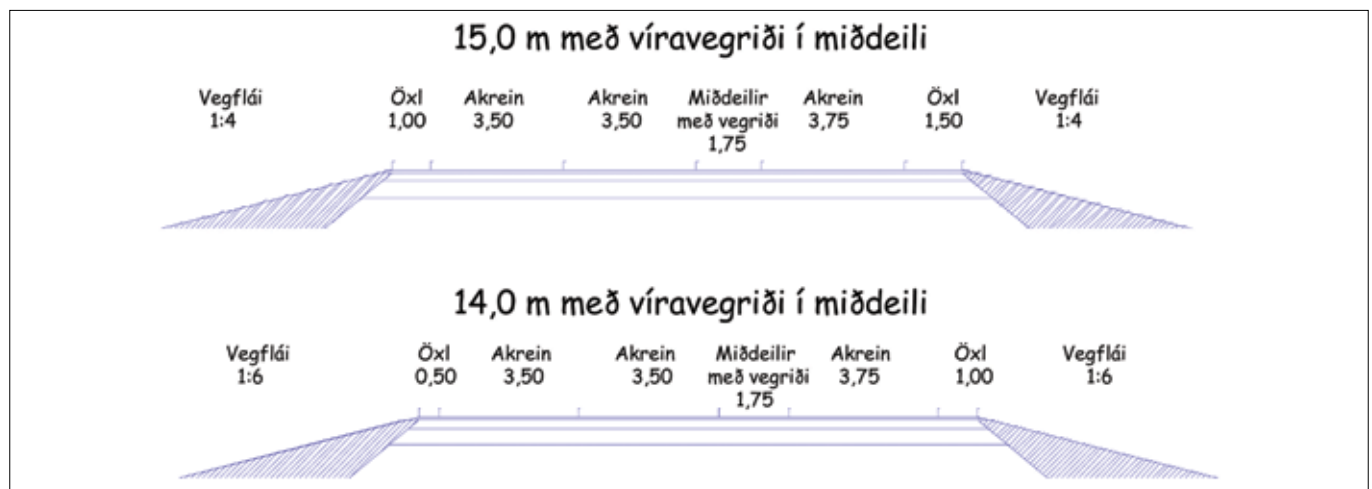 15,0 m með víravegriði í miðdeili
Vegflái Öxl Akrein Akrein Miðdeilir Akrein Öxl Vegflái
1:4 1,00 3,50 3,50 með vegriði 3,75 1,50 1:4
1,75
14,0 m með víravegriði í miðdeili
Vegflái Öxl Akrein Akrein Miðdeilir Akrein Öxl Vegflái
1:6 0,50 3,50 3,50 með vegriði 3,75 1,00 1:6
1,75